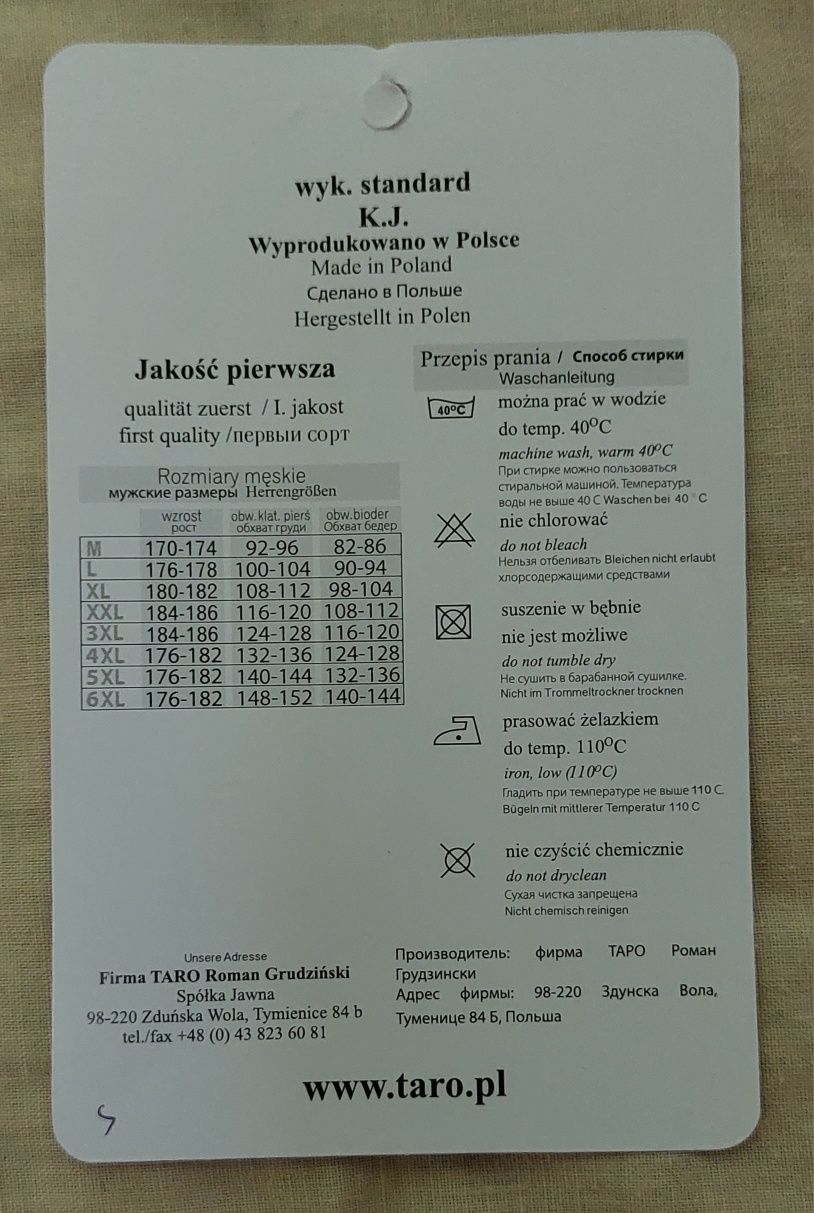 wyk. standard
K.J.
Wyprodukowano w Polsce
Made in Poland
Сделано в Польше
Hergestellt in Polen
Jakość pierwsza
qualität zuerst / I. jakost
first quality /первыи сорт
Rozmiary męskie
мужские размеры Herrengrößen
wzrost obw.klat. pierś obw.bioder
рост обхват груди Обхват бедер
M 170-174 92-96 82-86
L 176-178 100-104 90-94
XL 180-182 108-112 98-104
XXL 184-186 116-120 108-112
3XL 184-186 124-128 116-120
4XL 176-182 132-136 124-128
5XL 176-182 140-144 132-136
6XL 176-182 148-152 140-144
Przepis prania / Способ стирки
Waschanleitung
40°C
można prać w wodzie
do temp. 40°C
machine wash, warm 40°C
При стирке можно пользоваться
стиральной машиной. Температура
воды не выше 40 С Waschen bei 40 °C
nie chlorować
do not bleach
Нельзя отбеливать Bleichen nicht erlaubt
хлорсодержащими средствами
suszenie w bębnie
nie jest możliwe
do not tumble dry
Не сушить в барабанной сушилке.
Nicht im Trommeltrockner trocknen
prasować żelazkiem
do temp. 110°C
iron, low (110°C)
Гладить при температуре не выше 110 С.
Bügeln mit mittlerer Temperatur 110 C
nie czyścić chemicznie
do not dryclean
Сухая чистка запрещена
Nicht chemisch reinigen
Unsere Adresse
Firma TARO Roman Grudziński
Spółka Jawna
98-220 Zduńska Wola, Tymienice 84 b
tel./fax +48 (0) 43 823 60 81
Производитель: фирма ТАРО Роман
Грудзински
Адрес фирмы: 98-220 Здунска Вола,
Туменице 84 Б, Польша
www.taro.pl